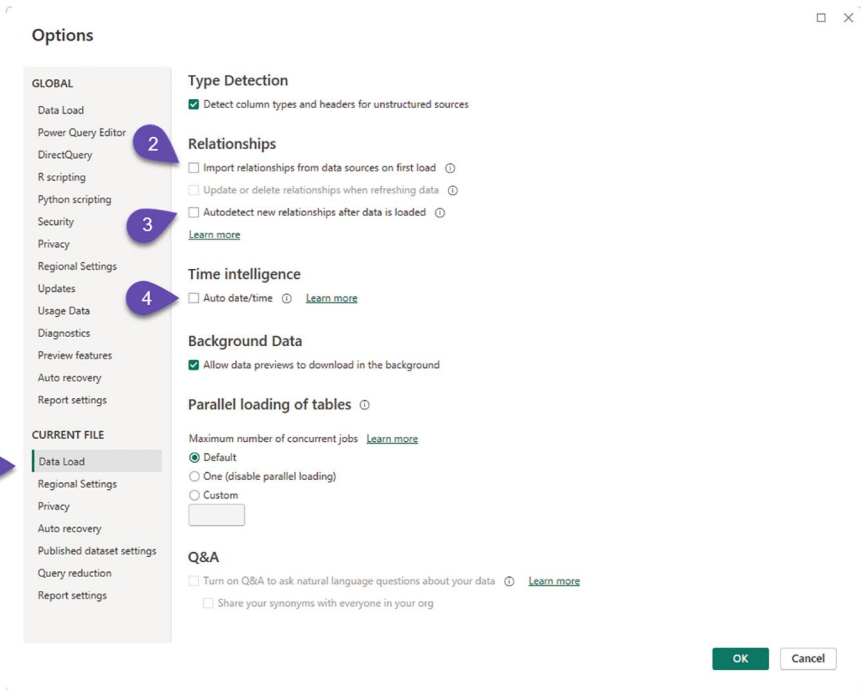 Options
GLOBAL
Data Load
Power Query Editor
DirectQuery
R scripting
Python scripting
Security
Privacy
Regional Settings
Updates
Usage Data
Diagnostics
Preview features
Auto recovery
Report settings
CURRENT FILE
Data Load
Regional Settings
Privacy
Auto recovery
Published dataset settings
Query reduction
Report settings
Type Detection
Detect column types and headers for unstructured sources
Relationships
2
Import relationships from data sources on first load
Update or delete relationships when refreshing data
3
Autodetect new relationships after data is loaded
Learn more
Time intelligence
4
Auto date/time Learn more
Background Data
Allow data previews to download in the background
Parallel loading of tables
Maximum number of concurrent jobs Learn more
Default
One (disable parallel loading)
Custom
Q&A
Turn on Q&A to ask natural language questions about your data Learn more
Share your synonyms with everyone in your org
OK Cancel